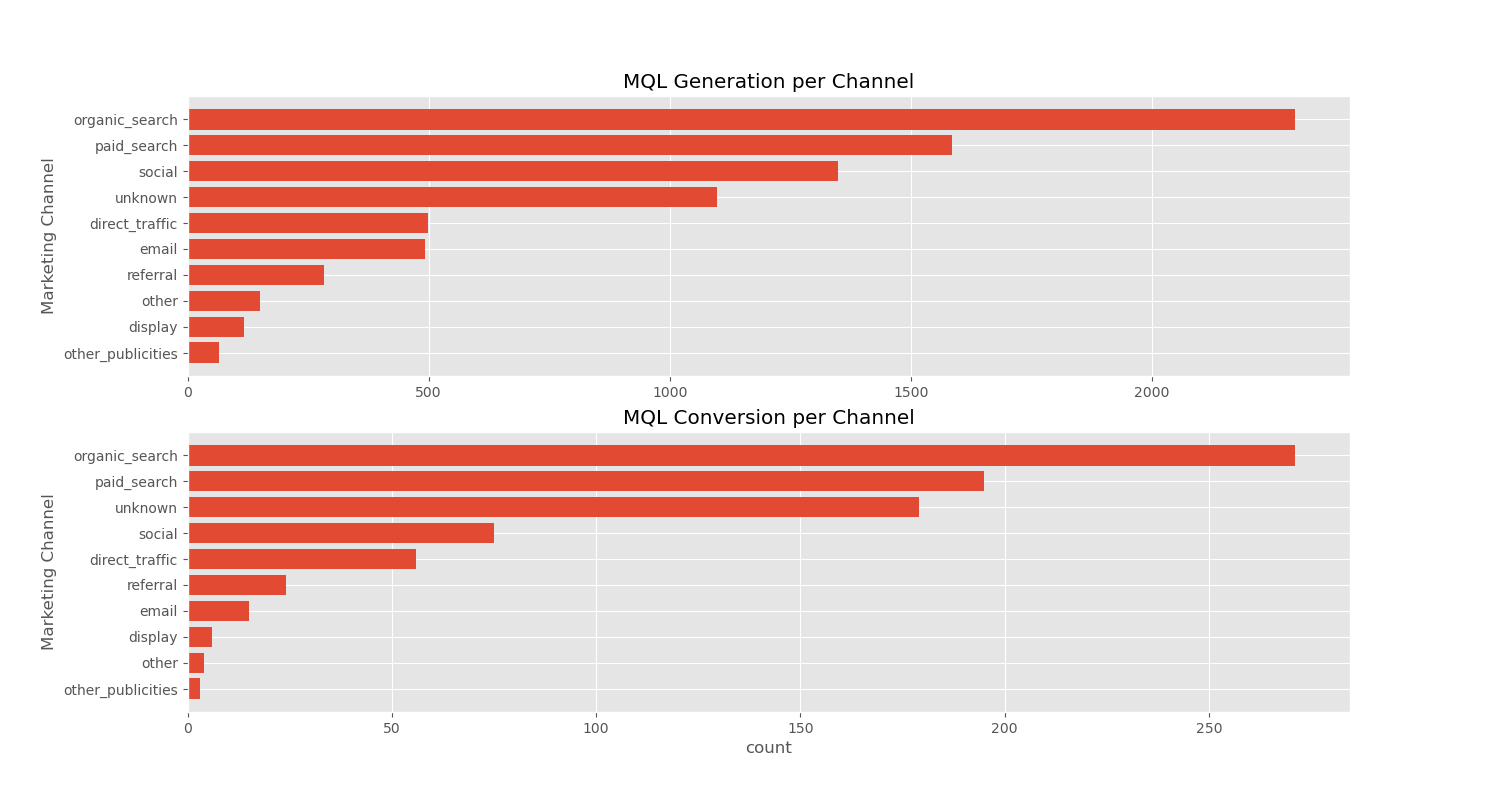 MQL Generation per Channel
Marketing Channel
organic_search
paid_search
social
unknown
direct_traffic
email
referral
other
display
other_publicities
0 500 1000 1500 2000
MQL Conversion per Channel
Marketing Channel
organic_search
paid_search
unknown
social
direct_traffic
referral
email
display
other
other_publicities
0 50 100 150 200 250
count